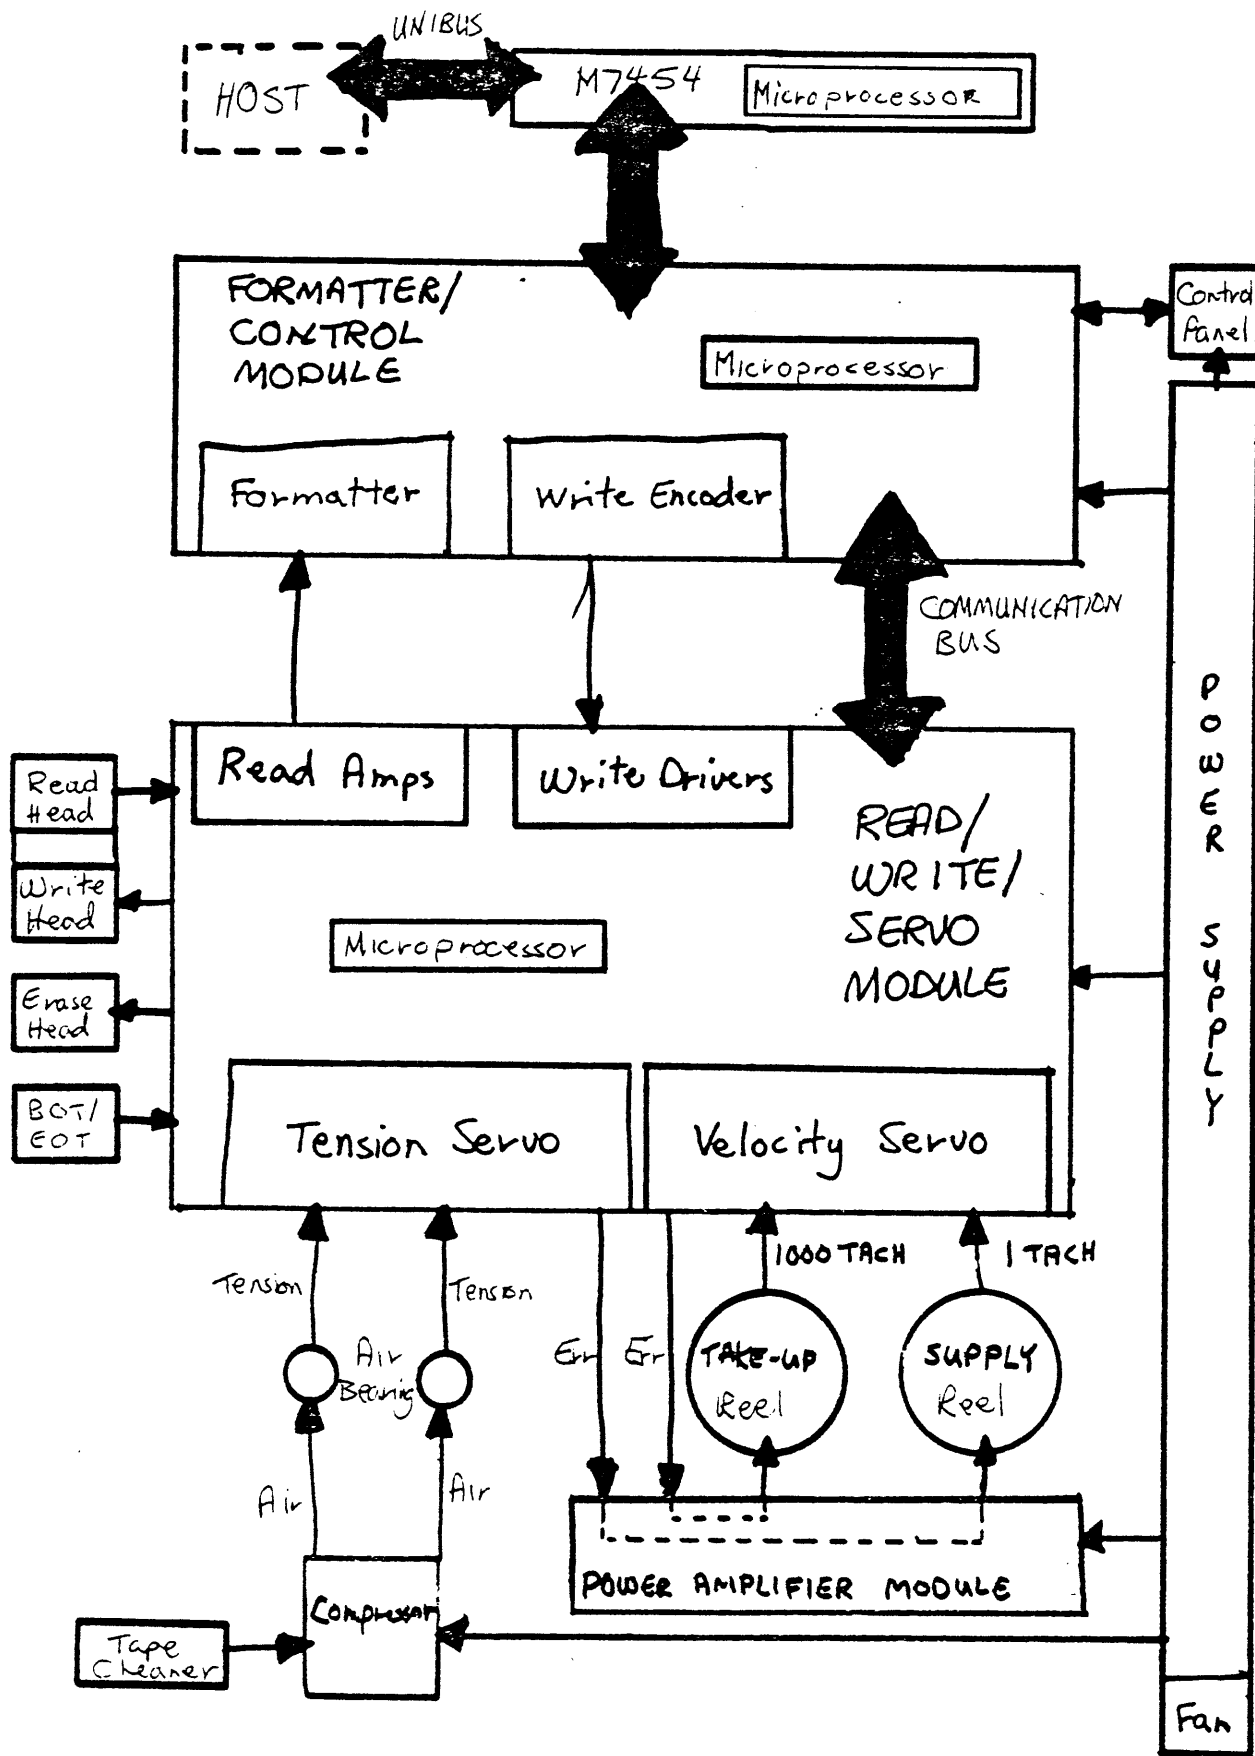 UNIBUS
HOST
M7454
Microprocessor
FORMATTER/
CONTROL
MODULE
Microprocessor
Control
Panel
Formatter
Write Encoder
COMMUNICATION
BUS
POWER SUPPLY
Read Amps
Write Drivers
Read
Head
Write
Head
READ/
WRITE/
SERVO
MODULE
Microprocessor
Erase
Head
BOT/
EOT
Tension Servo
Velocity Servo
1000 TACH
1 TACH
Tension
Tension
Air
Bearing
Err
Err
TAKE-UP
Reel
SUPPLY
Reel
Air
Air
POWER AMPLIFIER MODULE
Compressor
Tape
Cleaner
Fan